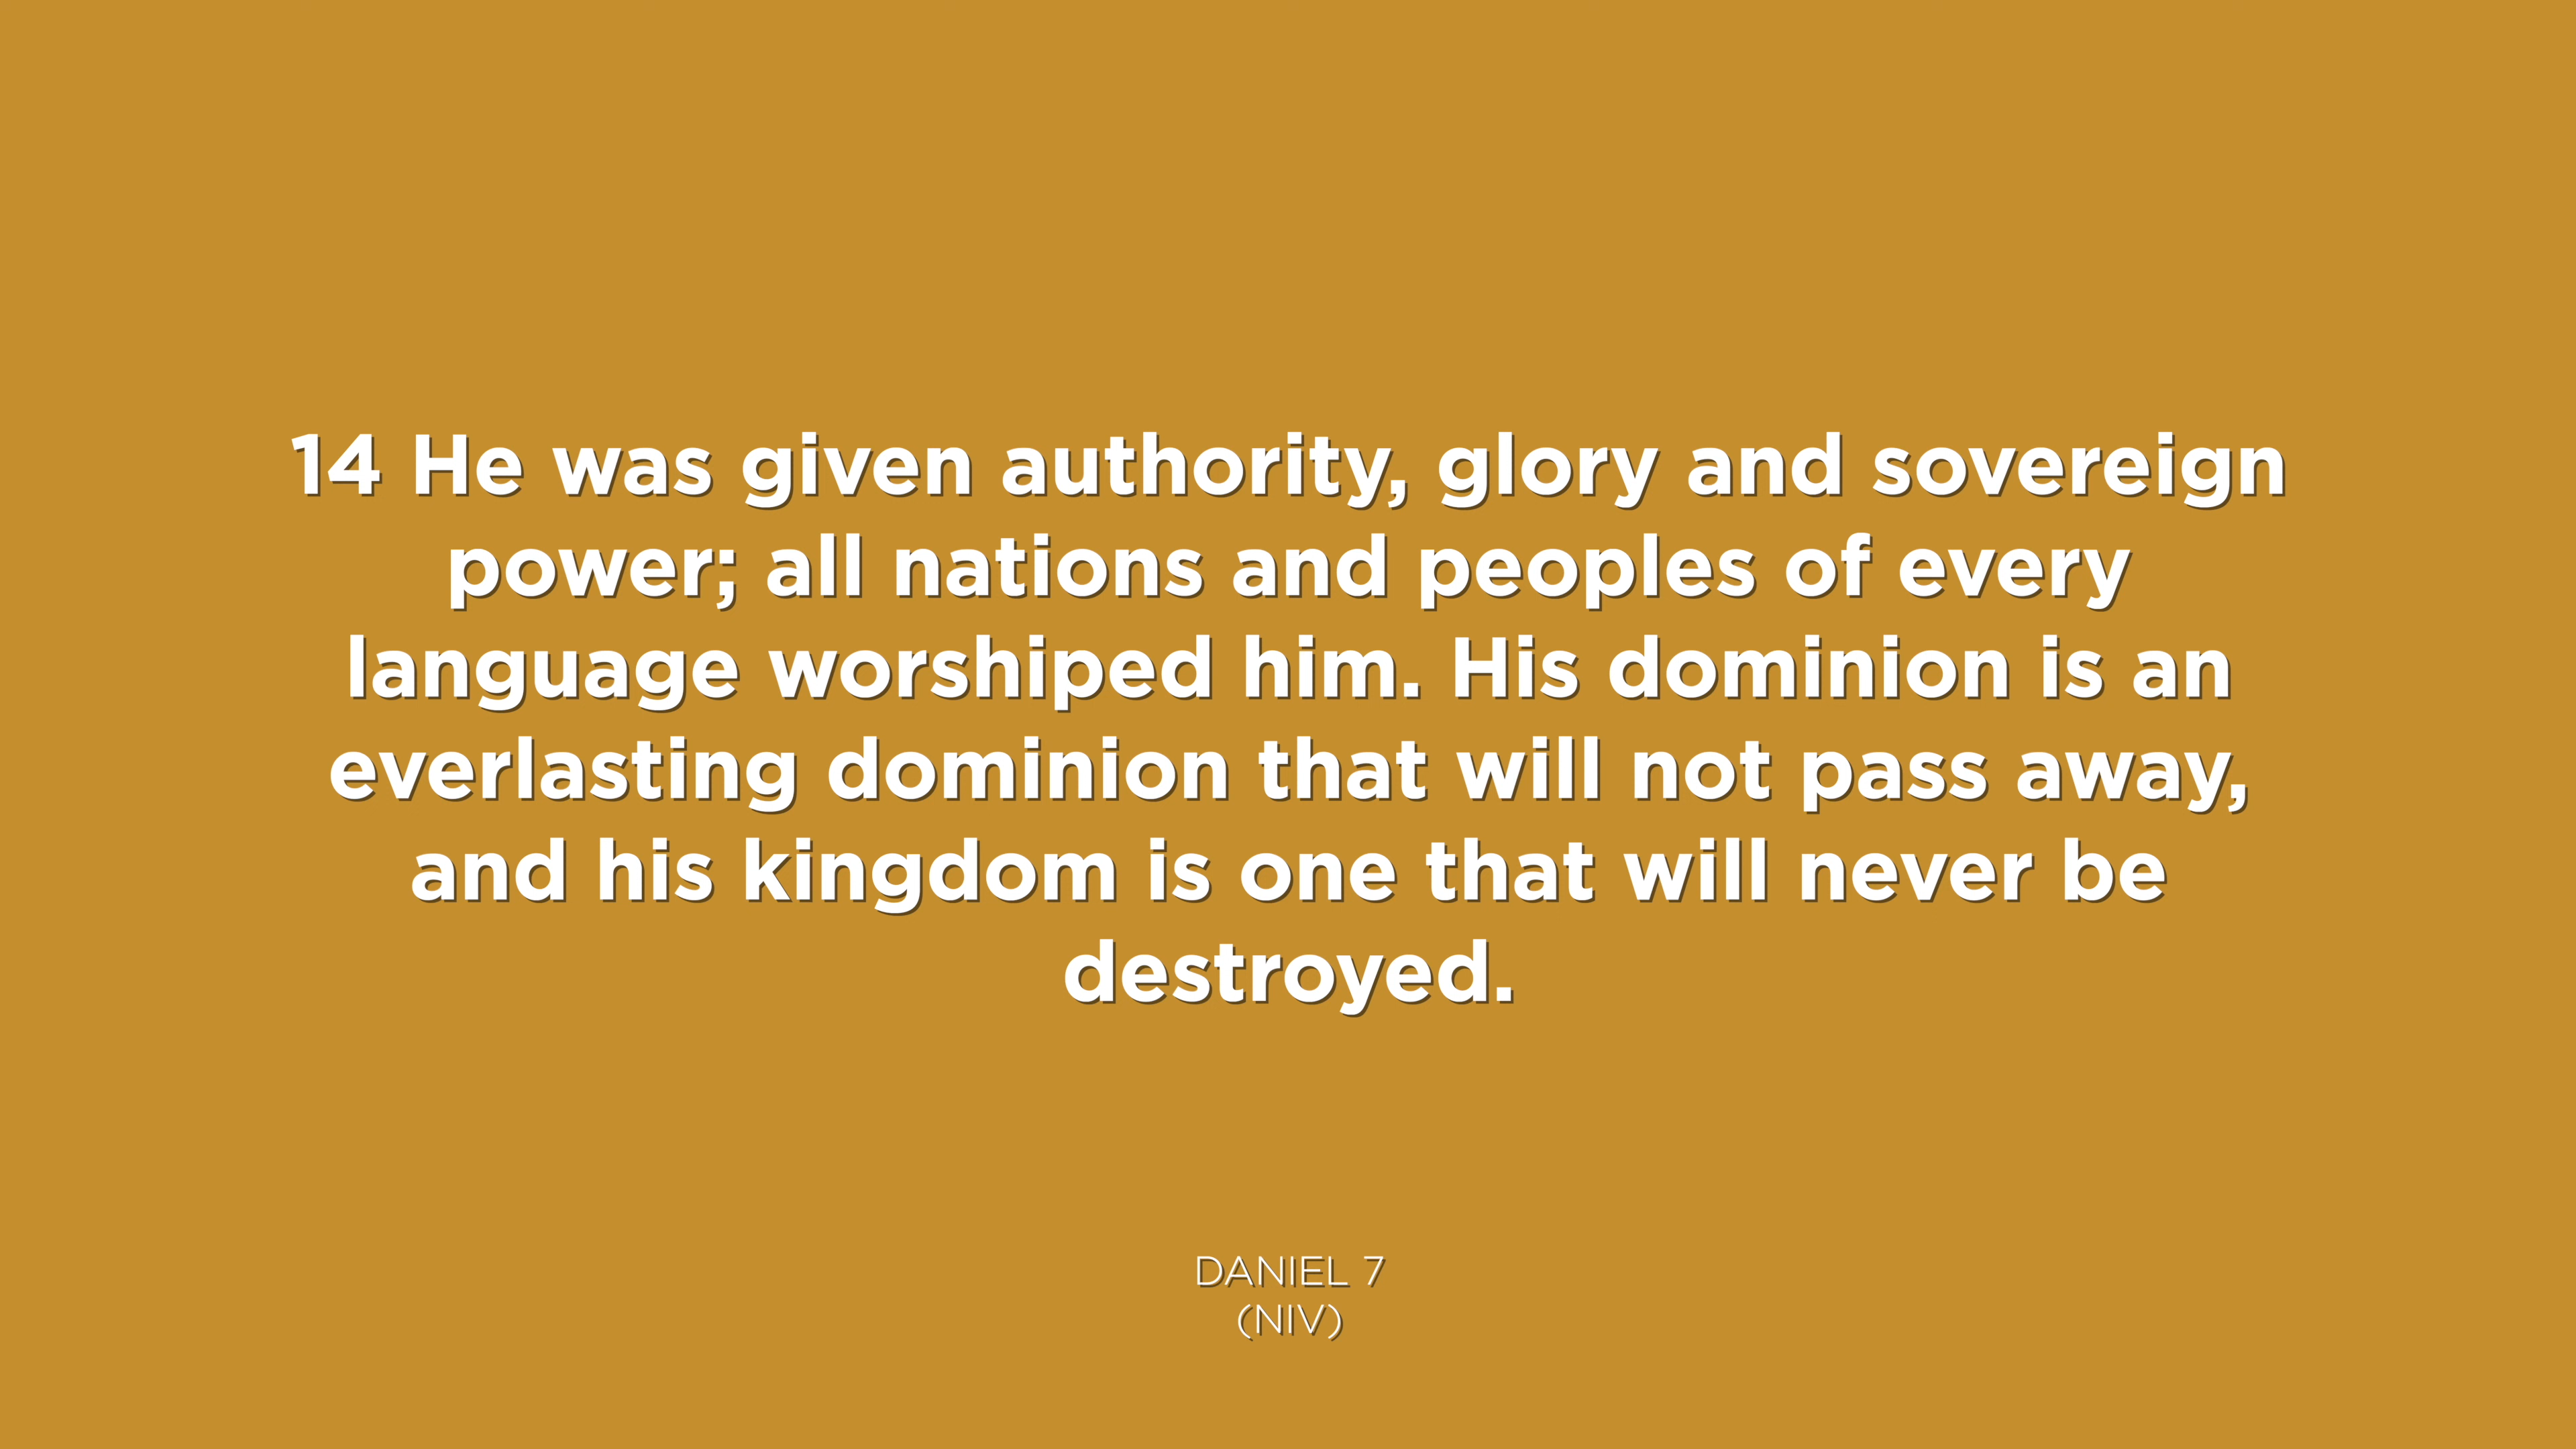 14 He was given authority, glory and sovereign
power; all nations and peoples of every
language worshiped him. His dominion is an
everlasting dominion that will not pass away,
and his kingdom is one that will never be
destroyed.
DANIEL 7
(NIV)